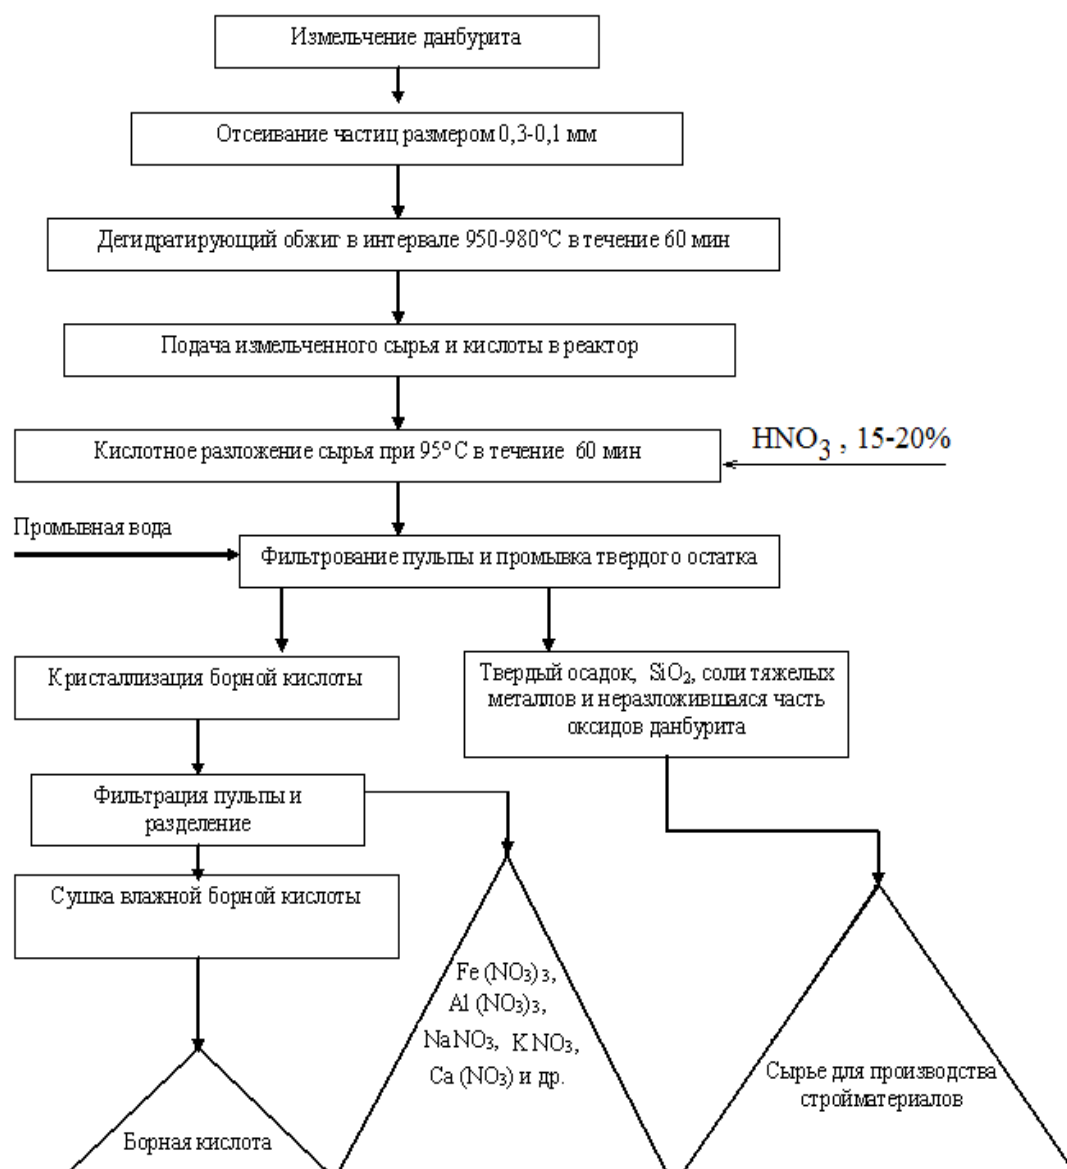 Измельчение данбурита
Отсеивание частиц размером 0,3-0,1 мм
Дегидратирующий обжиг в интервале 950-980°С в течение 60 мин
Подача измельченного сырья и кислоты в реактор
Кислотное разложение сырья при 95°С в течение 60 мин
HNO3 , 15-20%
Промывная вода
Фильтрование пульпы и промывка твердого остатка
Кристаллизация борной кислоты
Твердый осадок, SiO2, соли тяжелых
металлов и неразложившаяся часть
оксидов данбурита
Фильтрация пульпы и
разделение
Сушка влажной борной кислоты
Fe (NO3) 3,
Al (NO3)3,
NaNO3, KNO3,
Ca (NO3) и др.
Сырье для производства
стройматериалов
Борная кислота